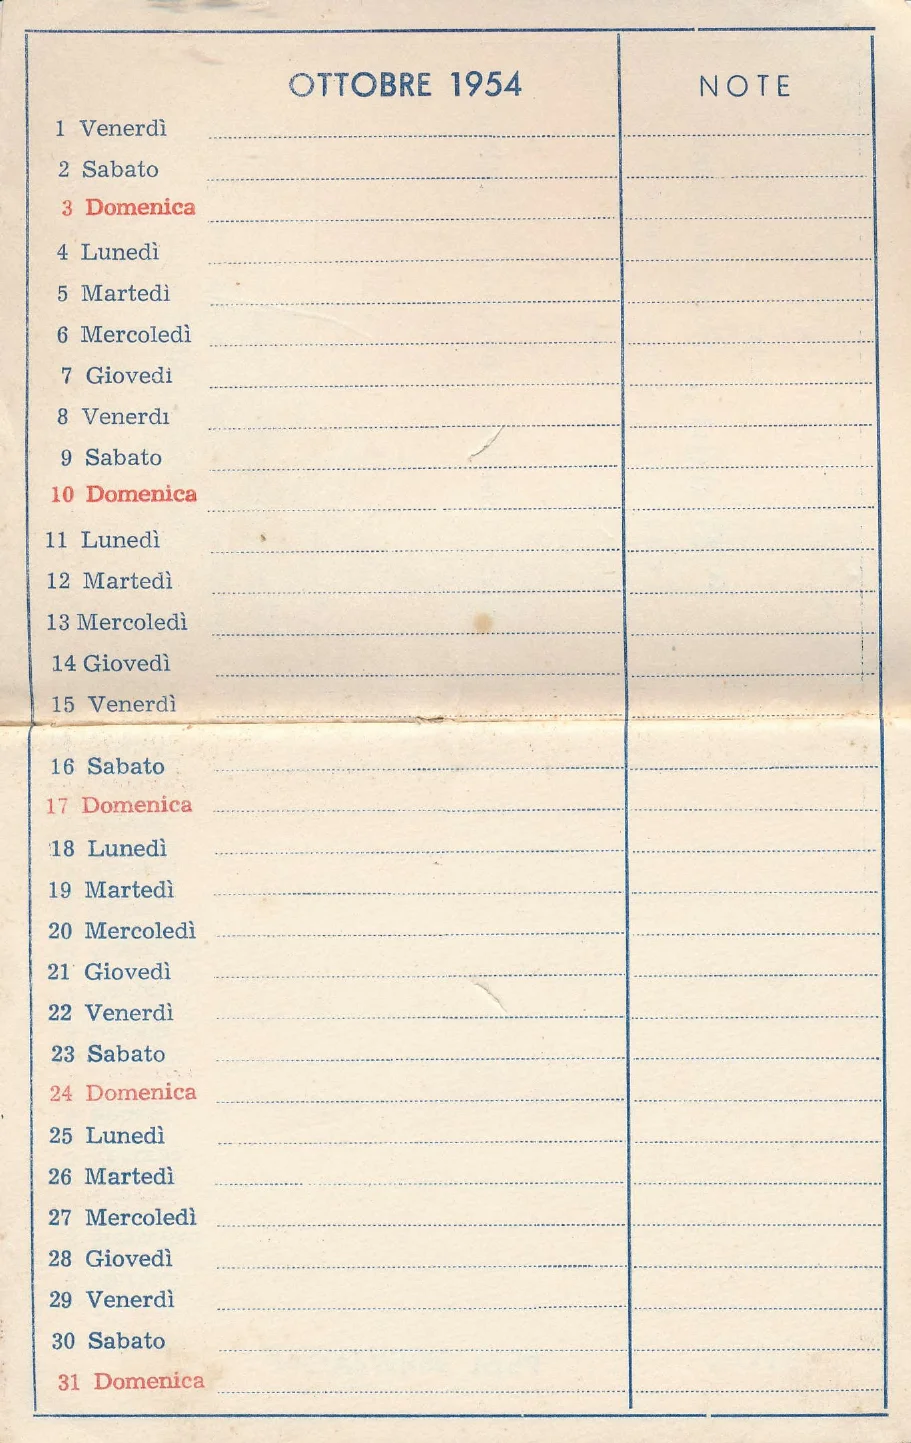 OTTOBRE 1954 NOTE
1 Venerdì
2 Sabato
3 Domenica
4 Lunedì
5 Martedì
6 Mercoledì
7 Giovedì
8 Venerdı
9 Sabato
10 Domenica
11 Lunedì
12 Martedì
13 Mercoledì
14 Giovedì
15 Venerdì
16 Sabato
17 Domenica
18 Lunedì
19 Martedì
20 Mercoledì
21 Giovedì
22 Venerdì
23 Sabato
24 Domenica
25 Lunedì
26 Martedì
27 Mercoledì
28 Giovedì
29 Venerdì
30 Sabato
31 Domenica